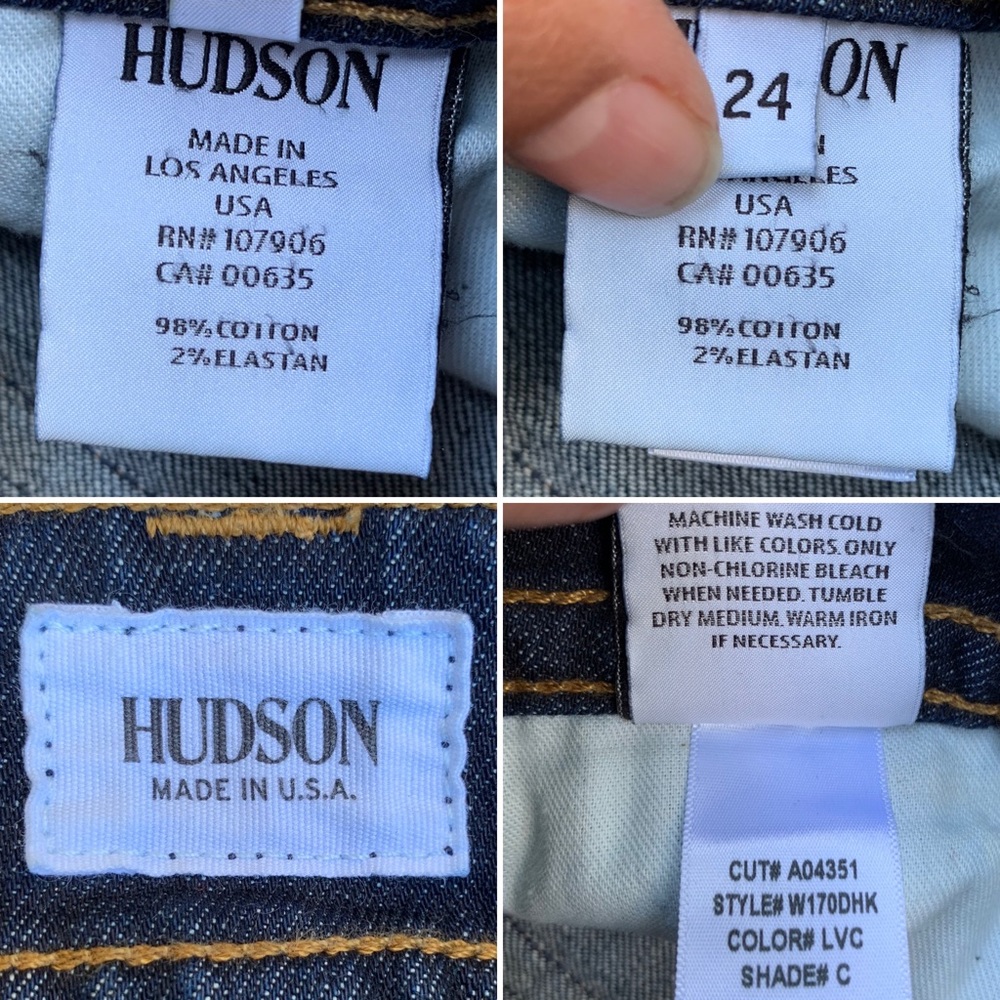 HUDSON
MADE IN
LOS ANGELES
USA
RN# 107906
CA# 00635
98% COTTON
2% ELASTAN
24
ON
USA
RN# 107906
CA# 00635
98% COTTON
2% ELASTAN
HUDSON
MADE IN U.S.A.
MACHINE WASH COLD
WITH LIKE COLORS. ONLY
NON-CHLORINE BLEACH
WHEN NEEDED. TUMBLE
DRY MEDIUM. WARM IRON
IF NECESSARY.
CUT# A04351
STYLE# W170DHK
COLOR# LVC
SHADE# C